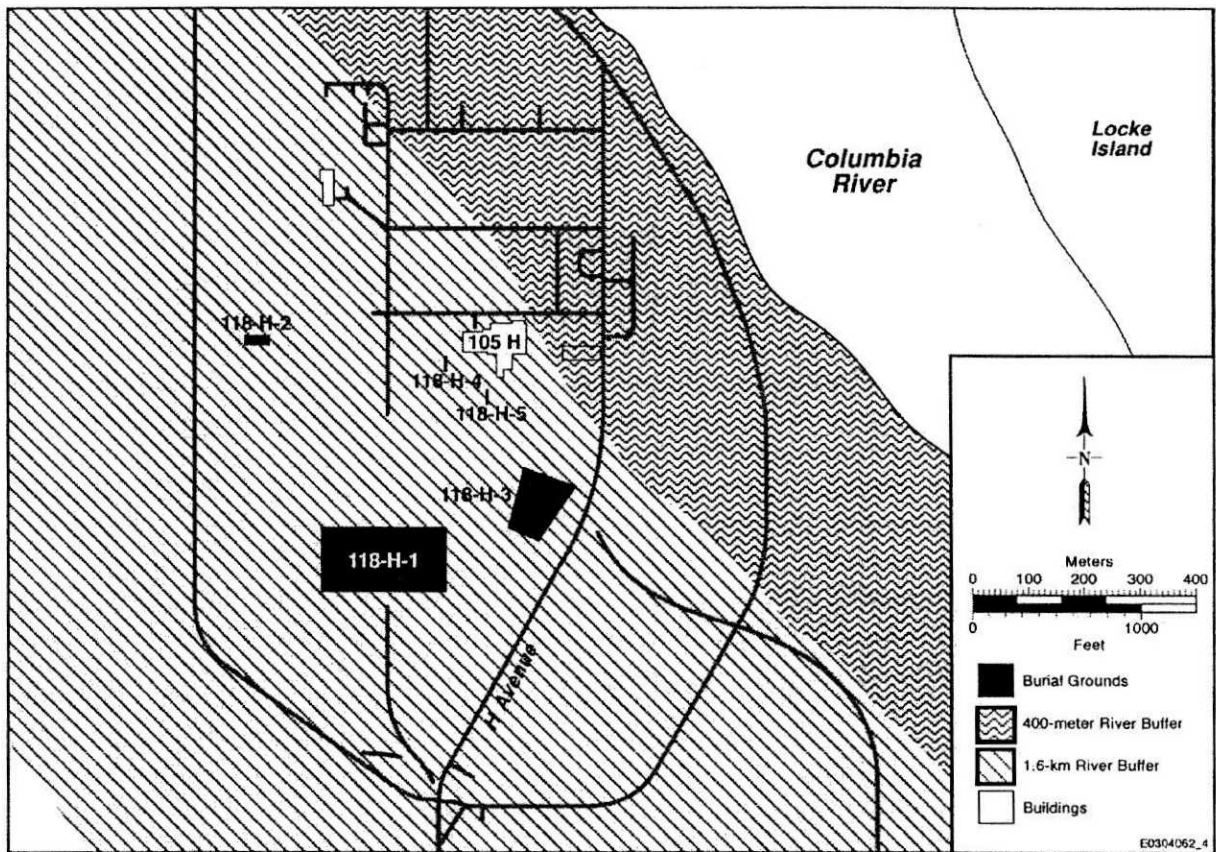 Columbia
River
Locke
Island
118-H-2
105 H
118-H-4
118-H-5
118-H-3
118-H-1
H Avenue
N
Meters
0 100 200 300 400
0 1000
Feet
Burial Grounds
400-meter River Buffer
1.6-km River Buffer
Buildings
E0304062_4